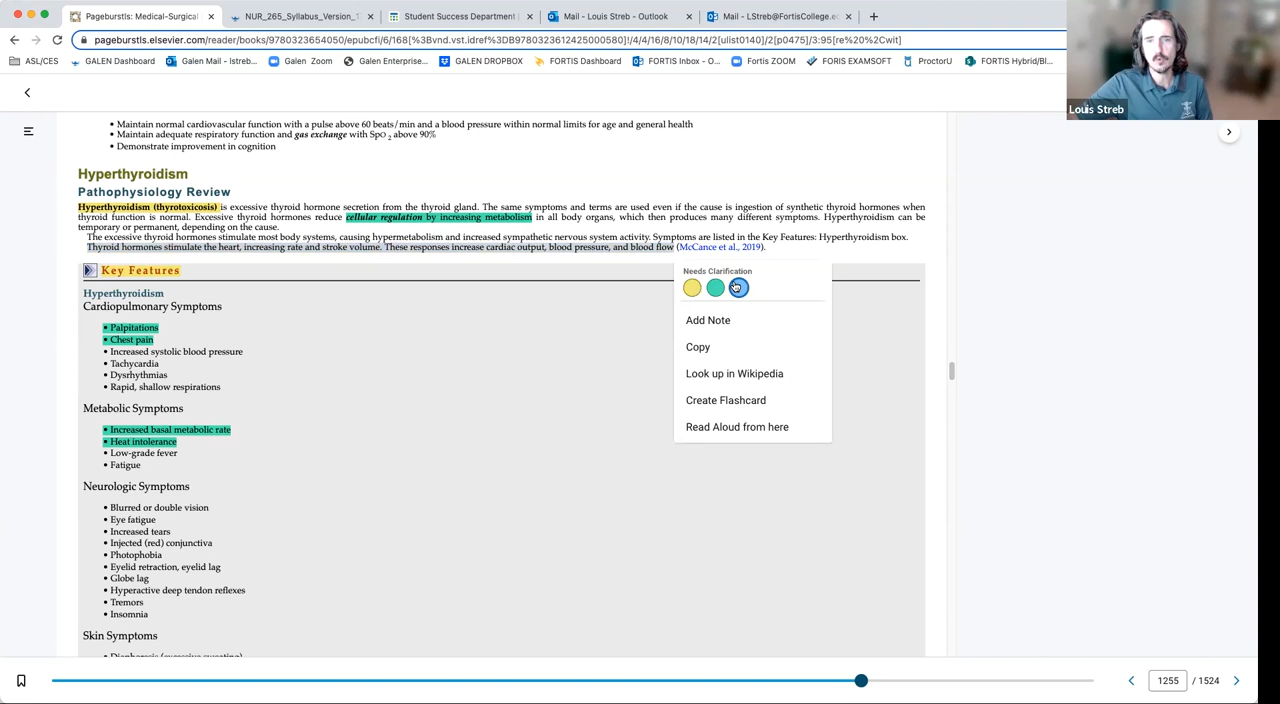 Pageburstls: Medical-Surgical
NUR_265_Syllabus_Version_1
Student Success Department |
Mail - Louis Streb - Outlook
Mail - LStreb@FortisCollege.e
pageburstls.elsevier.com/reader/books/9780323654050/epubcfi/6/168[%3Bvnd.vst.idref%3DB9780323612425000580]!/4/4/16/8/10/18/14/2[ulist0140]/2[p0475]/3:95[re%20%2Cwit]
ASL/CES
GALEN Dashboard
Galen Mail - lstreb...
Galen Zoom
Galen Enterprise...
GALEN DROPBOX
FORTIS Dashboard
FORTIS Inbox - O...
Fortis ZOOM
FORIS EXAMSOFT
ProctorU
FORTIS Hybrid/Bl...
Louis Streb
• Maintain normal cardiovascular function with a pulse above 60 beats/min and a blood pressure within normal limits for age and general health
• Maintain adequate respiratory function and gas exchange with SpO2 above 90%
• Demonstrate improvement in cognition
Hyperthyroidism
Pathophysiology Review
Hyperthyroidism (thyrotoxicosis) is excessive thyroid hormone secretion from the thyroid gland. The same symptoms and terms are used even if the cause is ingestion of synthetic thyroid hormones when
thyroid function is normal. Excessive thyroid hormones reduce cellular regulation by increasing metabolism in all body organs, which then produces many different symptoms. Hyperthyroidism can be
temporary or permanent, depending on the cause.
The excessive thyroid hormones stimulate most body systems, causing hypermetabolism and increased sympathetic nervous system activity. Symptoms are listed in the Key Features: Hyperthyroidism box.
Thyroid hormones stimulate the heart, increasing rate and stroke volume. These responses increase cardiac output, blood pressure, and blood flow (McCance et al., 2019).
Key Features
Hyperthyroidism
Cardiopulmonary Symptoms
• Palpitations
• Chest pain
• Increased systolic blood pressure
• Tachycardia
• Dysrhythmias
• Rapid, shallow respirations
Metabolic Symptoms
• Increased basal metabolic rate
• Heat intolerance
• Low-grade fever
• Fatigue
Neurologic Symptoms
• Blurred or double vision
• Eye fatigue
• Increased tears
• Injected (red) conjunctiva
• Photophobia
• Eyelid retraction, eyelid lag
• Globe lag
• Hyperactive deep tendon reflexes
• Tremors
• Insomnia
Skin Symptoms
• Diaphoresis (excessive sweating)
Needs Clarification
Add Note
Copy
Look up in Wikipedia
Create Flashcard
Read Aloud from here
1255 / 1524